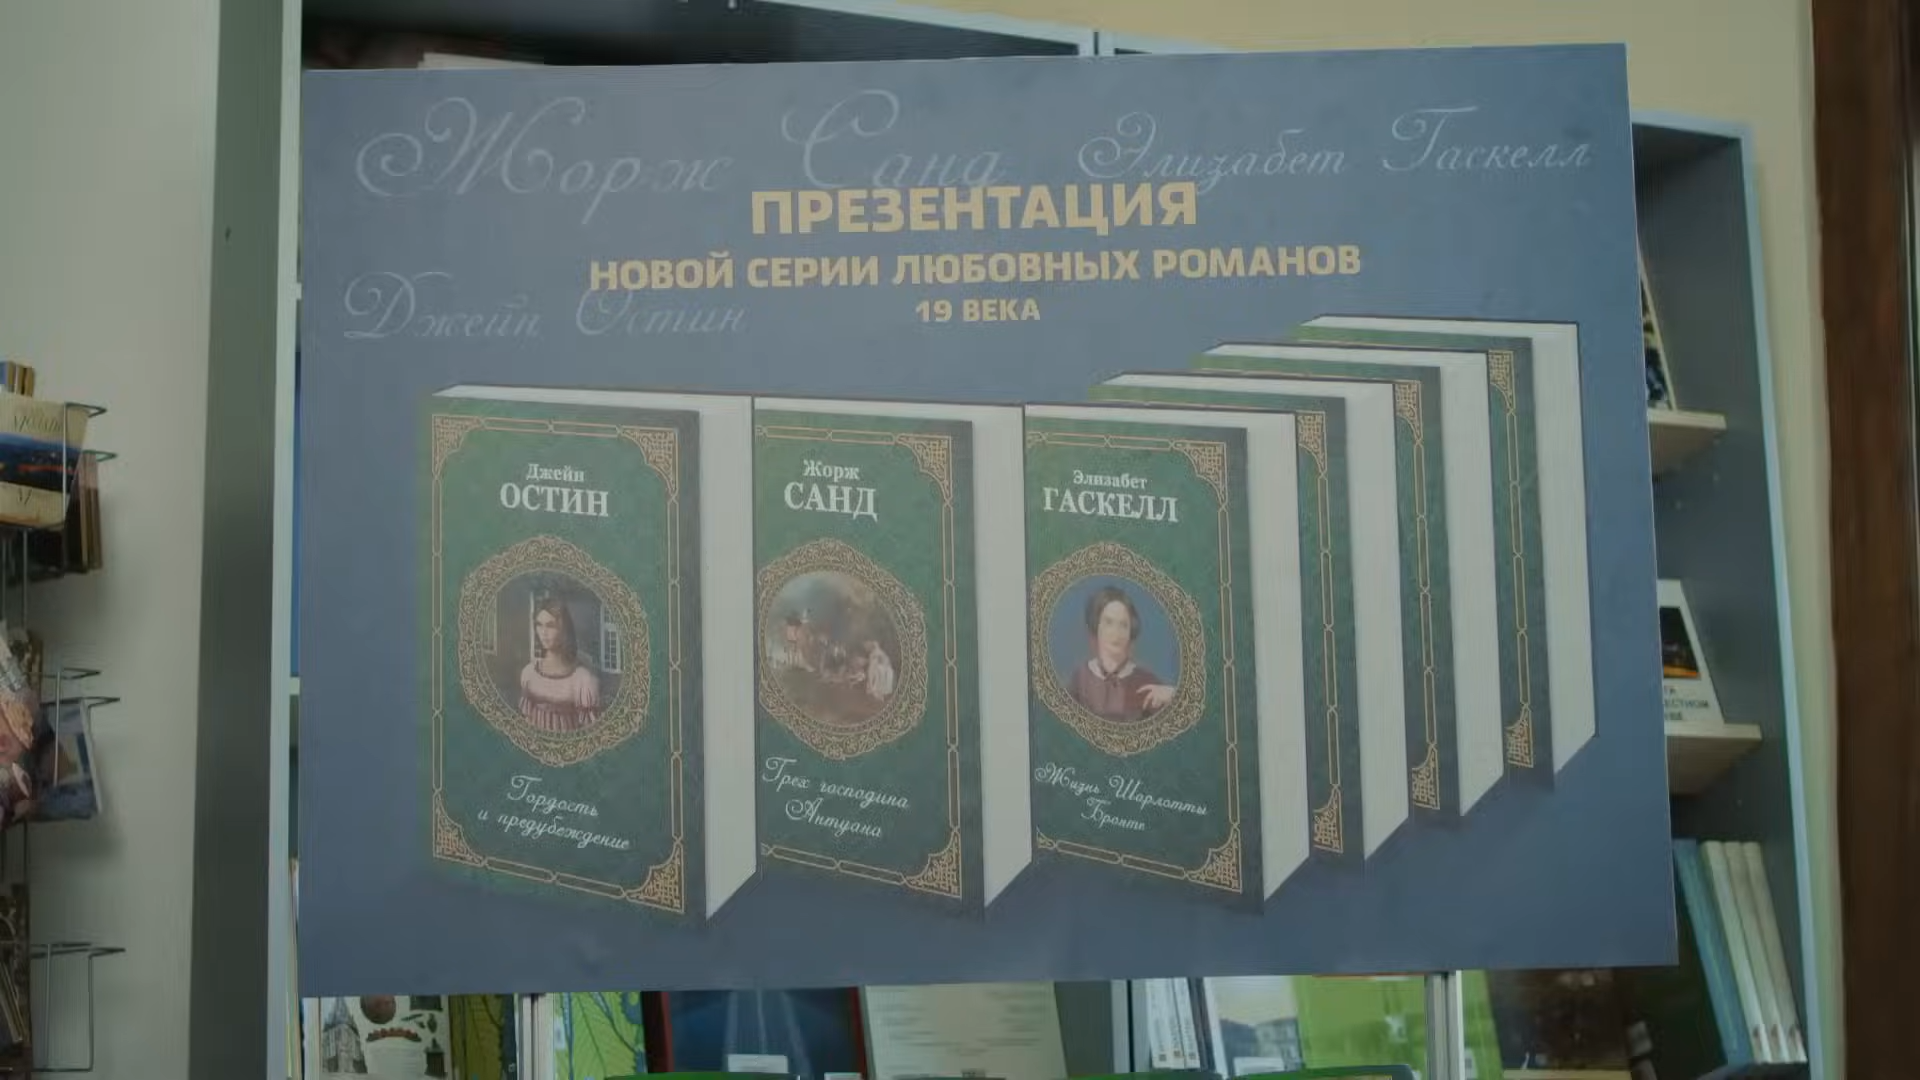 Жорж Санд Элизабет Гаскелл
ПРЕЗЕНТАЦИЯ
НОВОЙ СЕРИИ ЛЮБОВНЫХ РОМАНОВ
19 ВЕКА
Джейн Остин
Джейн
ОСТИН
Гордость
и предубеждение
Жорж
САНД
Грех господина
Антуана
Элизабет
ГАСКЕЛЛ
Жизнь Шарлотты
Бронте